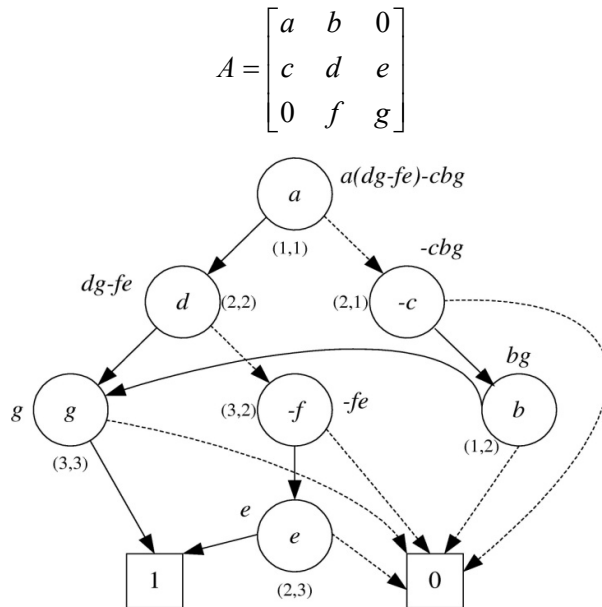 A = [ a b 0
c d e
0 f g ]
a a(dg-fe)-cbg
(1,1)
-cbg
dg-fe d (2,2) (2,1) -c
bg
g g (3,2) -f -fe b
(3,3) (1,2)
e
e
1 0
(2,3)